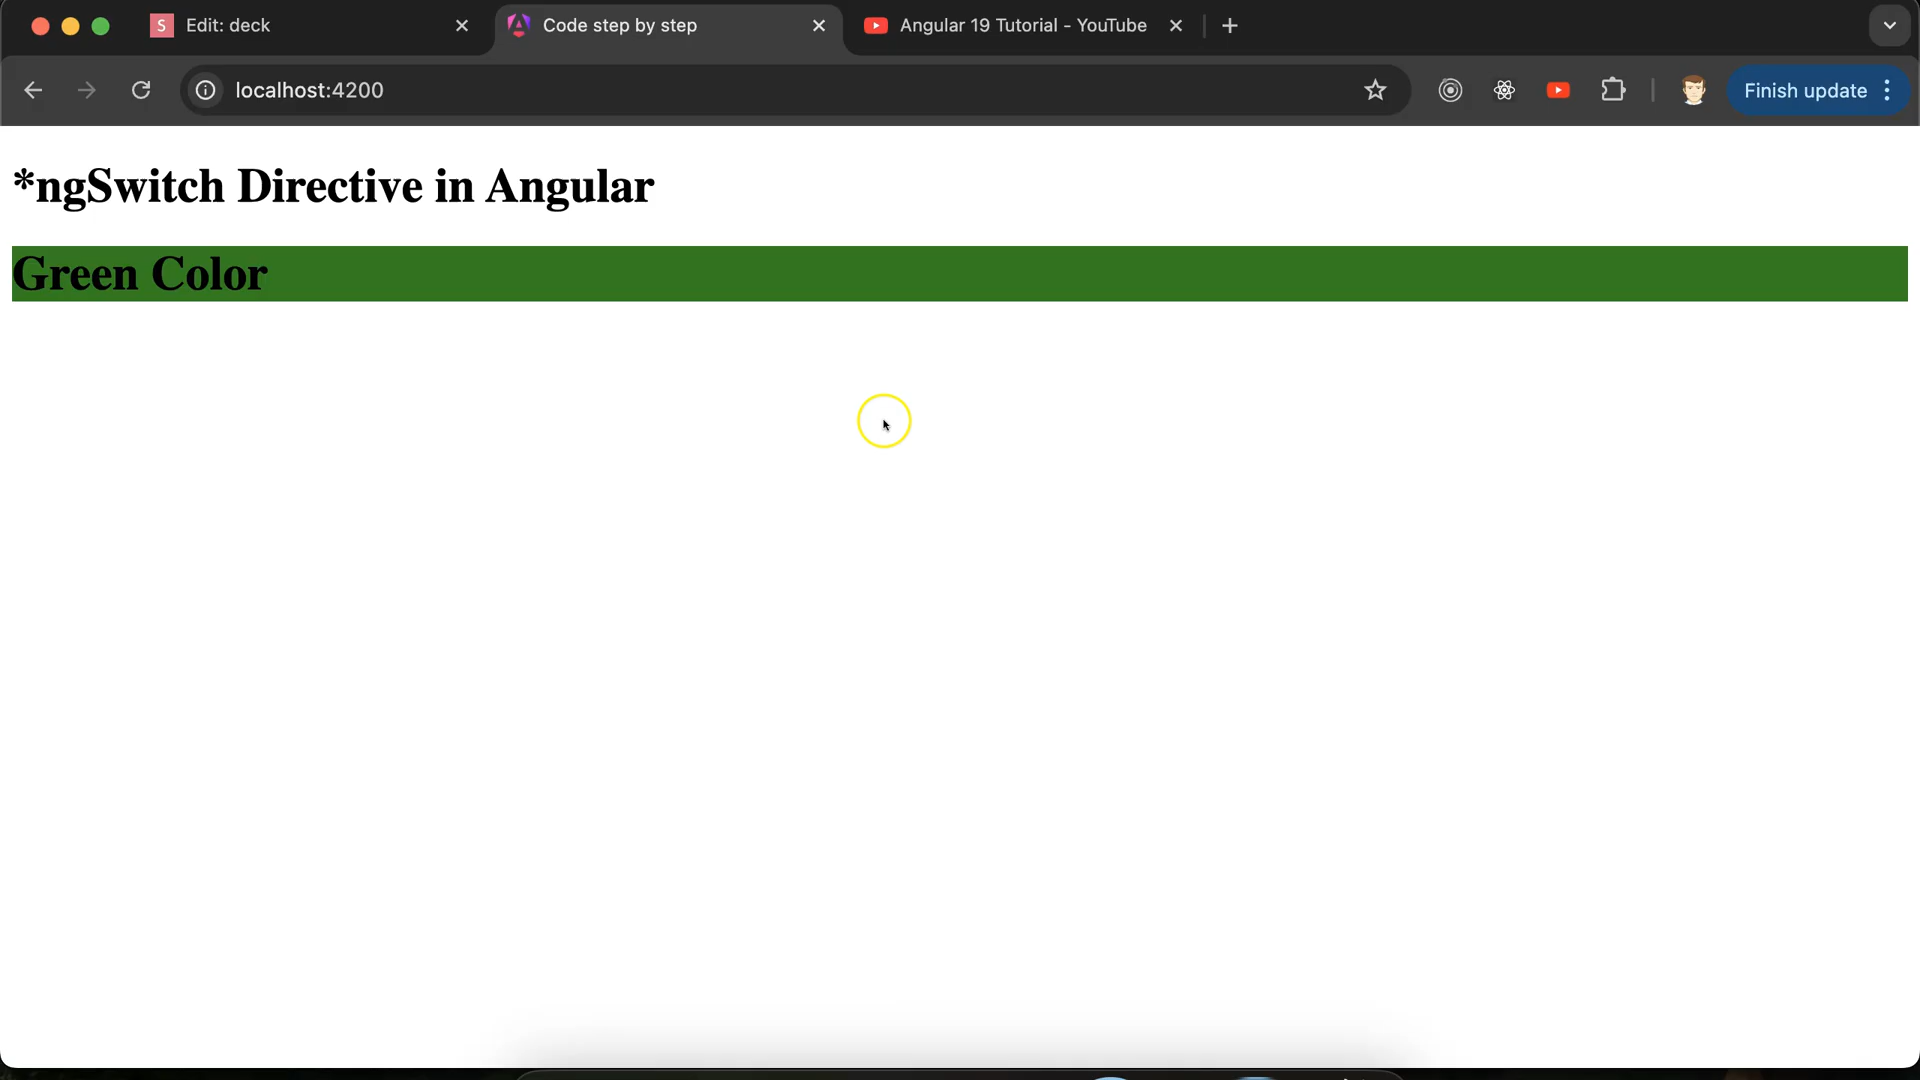 S Edit: deck
Code step by step
Angular 19 Tutorial - YouTube
localhost:4200
Finish update
*ngSwitch Directive in Angular
Green Color